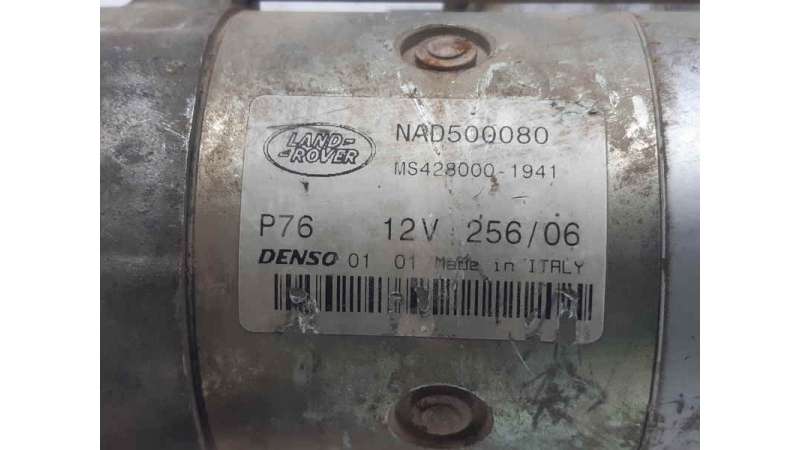 LAND-
-ROVER
NAD500080
MS428000-1941
P76 12V 256/06
DENSO 01 01 Made in ITALY